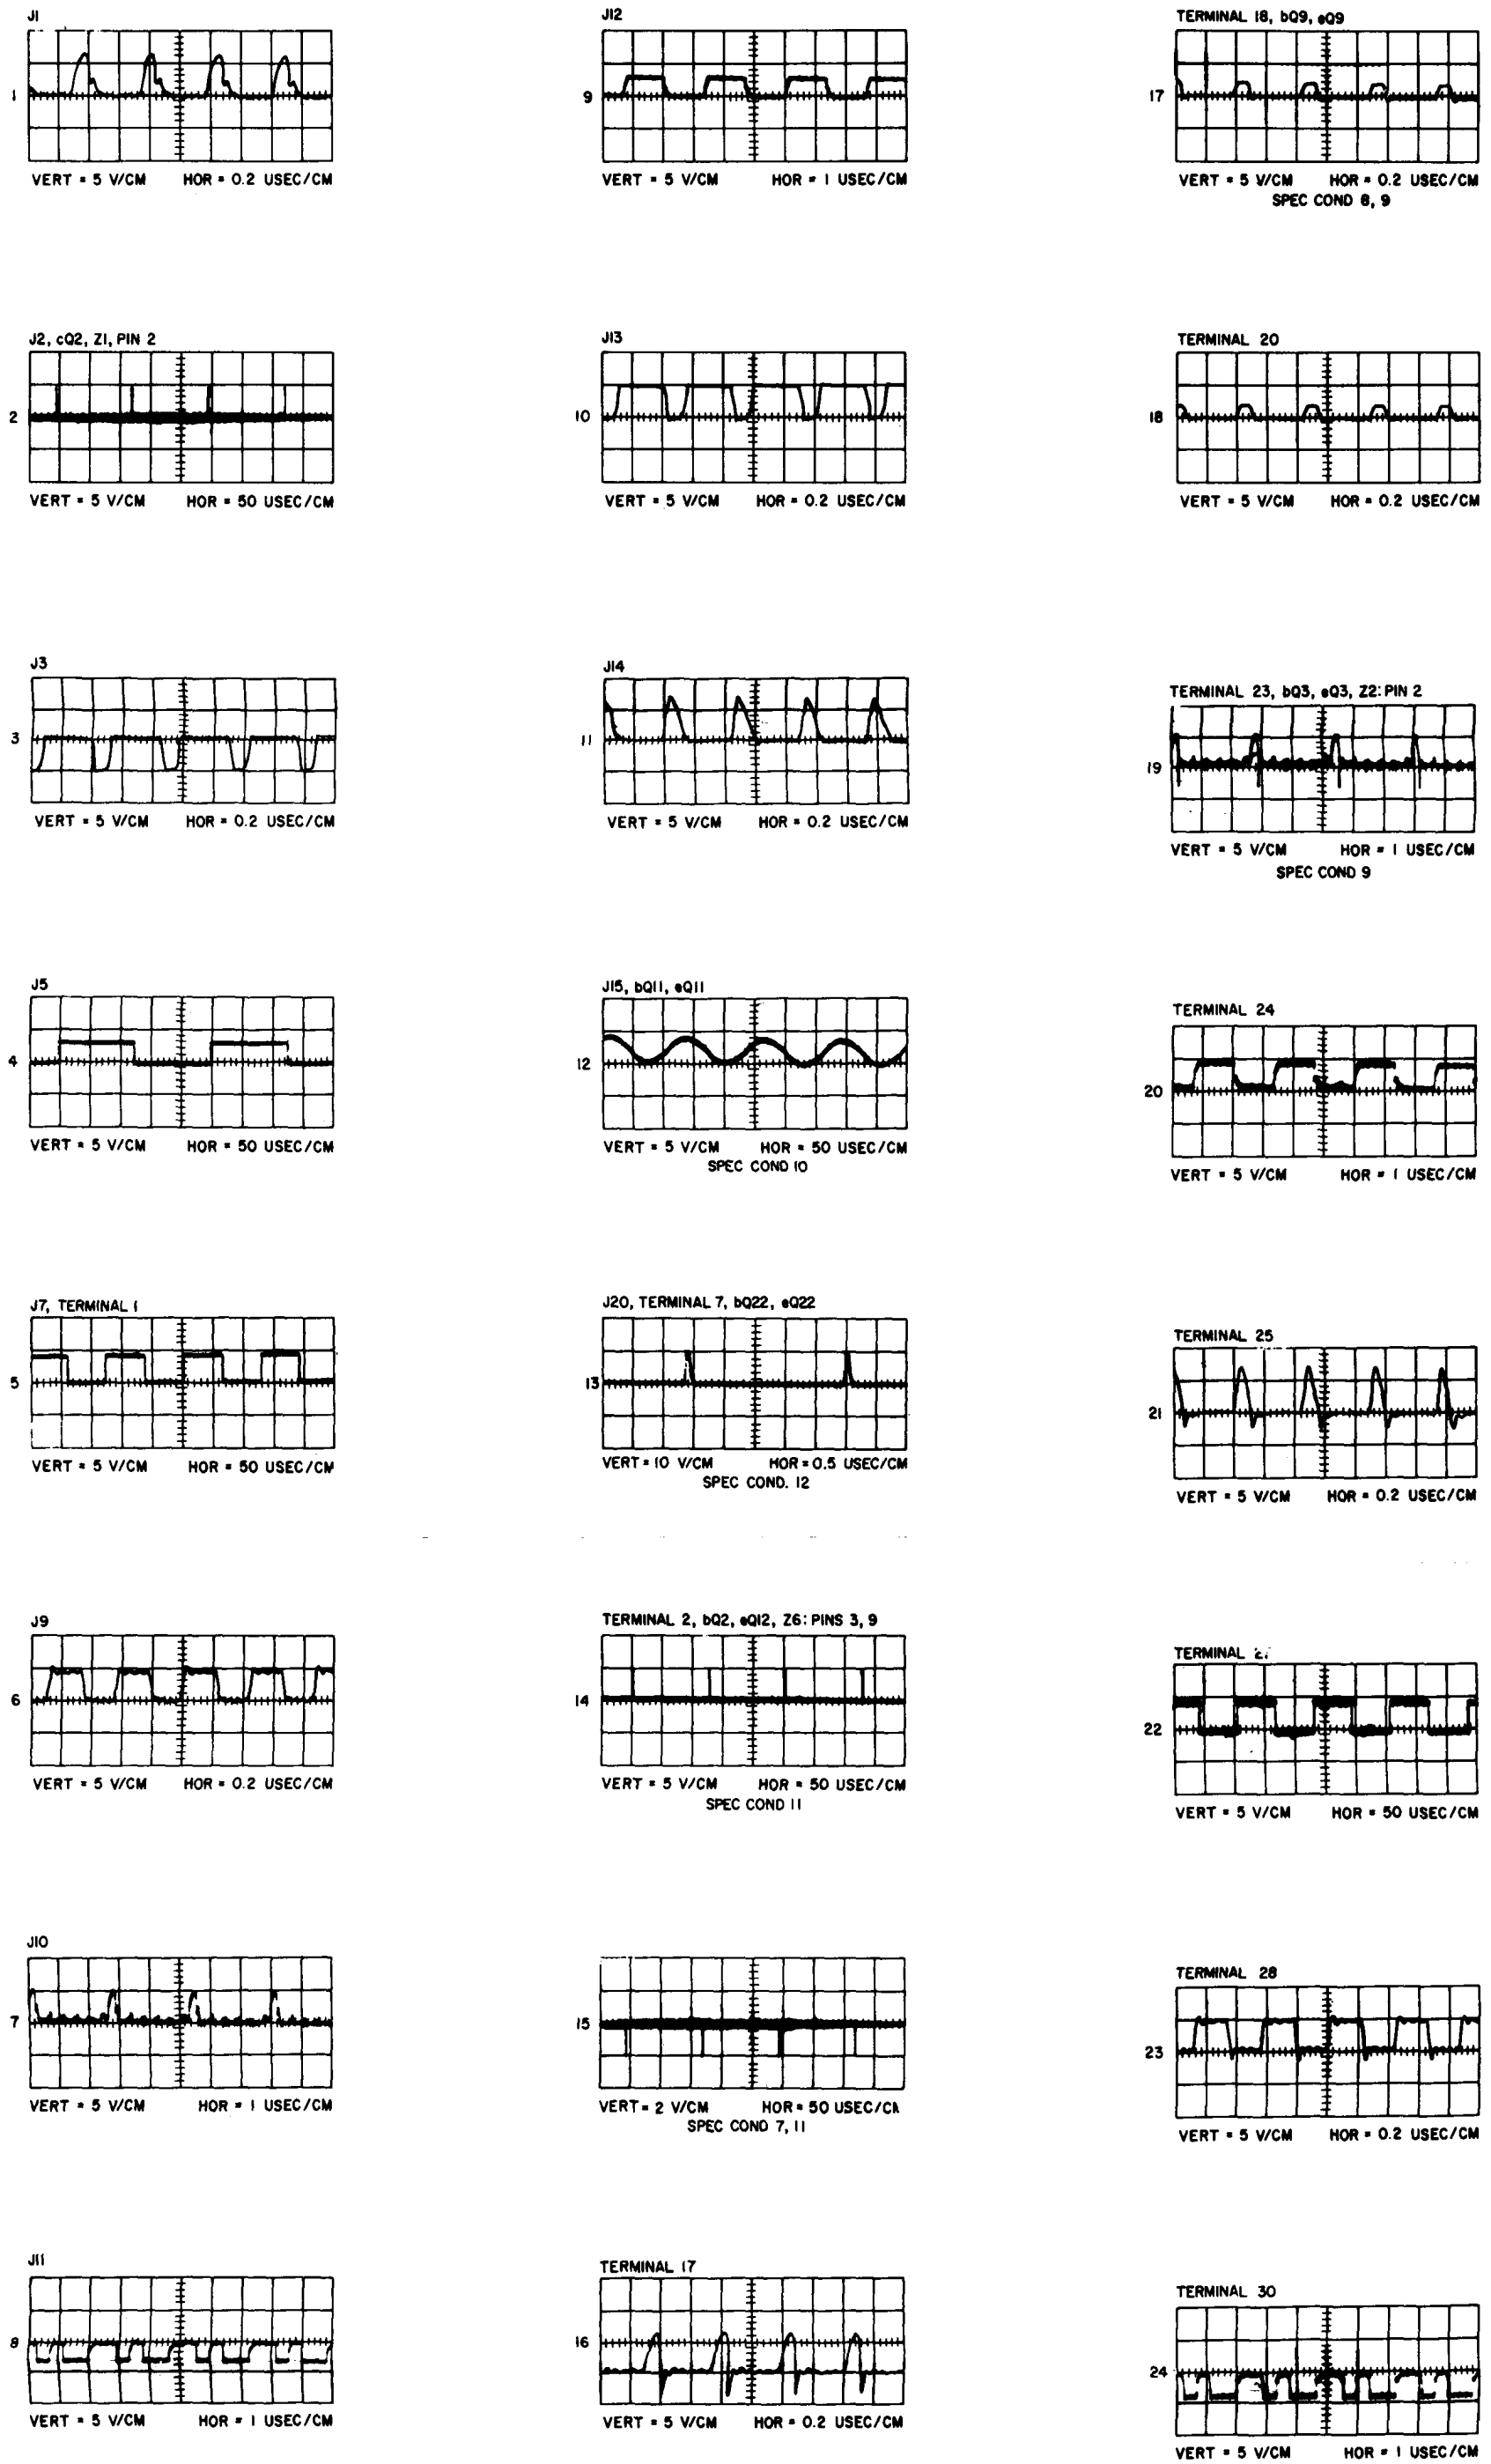 J1
1
VERT = 5 V/CM HOR = 0.2 USEC/CM
J2, cQ2, Z1, PIN 2
2
VERT = 5 V/CM HOR = 50 USEC/CM
J3
3
VERT = 5 V/CM HOR = 0.2 USEC/CM
J5
4
VERT = 5 V/CM HOR = 50 USEC/CM
J7, TERMINAL 1
5
VERT = 5 V/CM HOR = 50 USEC/CM
J9
6
VERT = 5 V/CM HOR = 0.2 USEC/CM
J10
7
VERT = 5 V/CM HOR = 1 USEC/CM
J11
8
VERT = 5 V/CM HOR = 1 USEC/CM
J12
9
VERT = 5 V/CM HOR = 1 USEC/CM
J13
10
VERT = 5 V/CM HOR = 0.2 USEC/CM
J14
11
VERT = 5 V/CM HOR = 0.2 USEC/CM
J15, bQ11, eQ11
12
VERT = 5 V/CM HOR = 50 USEC/CM
SPEC COND 10
J20, TERMINAL 7, bQ22, eQ22
13
VERT = 10 V/CM HOR = 0.5 USEC/CM
SPEC COND. 12
TERMINAL 2, bQ2, eQ12, Z6: PINS 3, 9
14
VERT = 5 V/CM HOR = 50 USEC/CM
SPEC COND 11
15
VERT = 2 V/CM HOR = 50 USEC/CM
SPEC COND 7, 11
TERMINAL 17
16
VERT = 5 V/CM HOR = 0.2 USEC/CM
TERMINAL 18, bQ9, eQ9
17
VERT = 5 V/CM HOR = 0.2 USEC/CM
SPEC COND 8, 9
TERMINAL 20
18
VERT = 5 V/CM HOR = 0.2 USEC/CM
TERMINAL 23, bQ3, eQ3, Z2: PIN 2
19
VERT = 5 V/CM HOR = 1 USEC/CM
SPEC COND 9
TERMINAL 24
20
VERT = 5 V/CM HOR = 1 USEC/CM
TERMINAL 25
21
VERT = 5 V/CM HOR = 0.2 USEC/CM
TERMINAL
22
VERT = 5 V/CM HOR = 50 USEC/CM
TERMINAL 28
23
VERT = 5 V/CM HOR = 0.2 USEC/CM
TERMINAL 30
24
VERT = 5 V/CM HOR = 1 USEC/CM